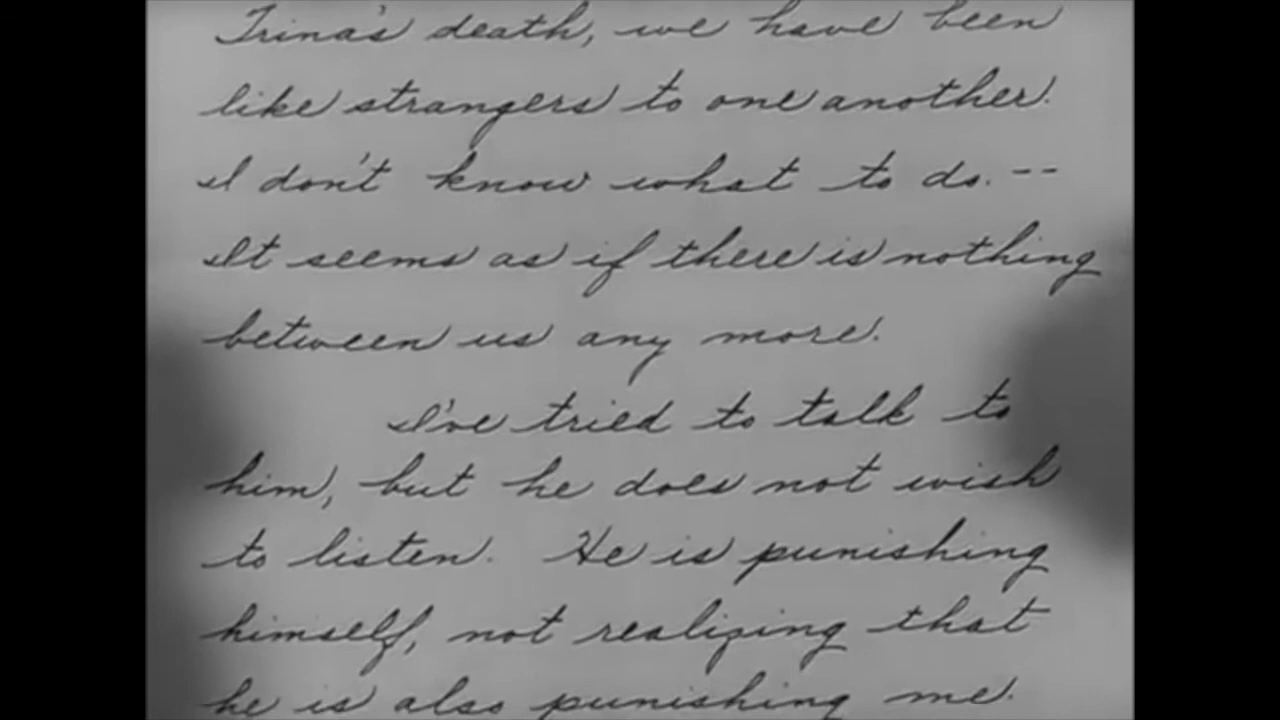 Trina's death, we have been
like strangers to one another.
I don't know what to do. --
It seems as if there is nothing
between us any more.
I've tried to talk to
him, but he does not wish
to listen. He is punishing
himself, not realizing that
he is also punishing me.